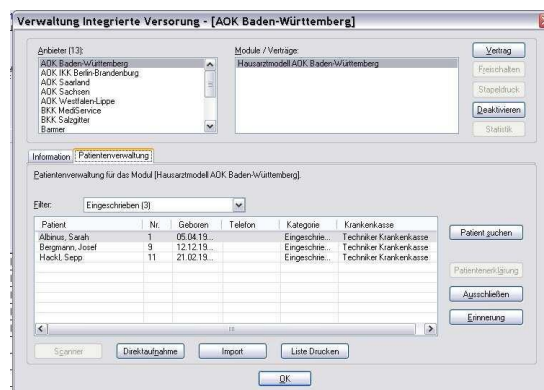 Verwaltung Integrierte Versorung - [AOK Baden-Württemberg]
Anbieter (13):
AOK Baden-Württemberg
AOK IKK Berlin-Brandenburg
AOK Saarland
AOK Sachsen
AOK Westfalen-Lippe
BKK MediService
BKK Salzgitter
Barmer
Module / Verträge:
Hausarztmodell AOK Baden-Württemberg
Vertrag
Freischalten
Stapeldruck
Deaktivieren
Statistik
Information Patientenverwaltung
Patientenverwaltung für das Modul [Hausarztmodell AOK Baden-Württemberg].
Filter: Eingeschrieben (3)
Patient Nr. Geboren Telefon Kategorie Krankenkasse
Albinus, Sarah 1 05.04.19... Eingeschrie... Techniker Krankenkasse
Bergmann, Josef 9 12.12.19... Eingeschrie... Techniker Krankenkasse
Hackl, Sepp 11 21.02.19... Eingeschrie... Techniker Krankenkasse
Patient suchen
Patientenerklärung
Ausschließen
Erinnerung
Scanner Direktaufnahme Import Liste Drucken
OK